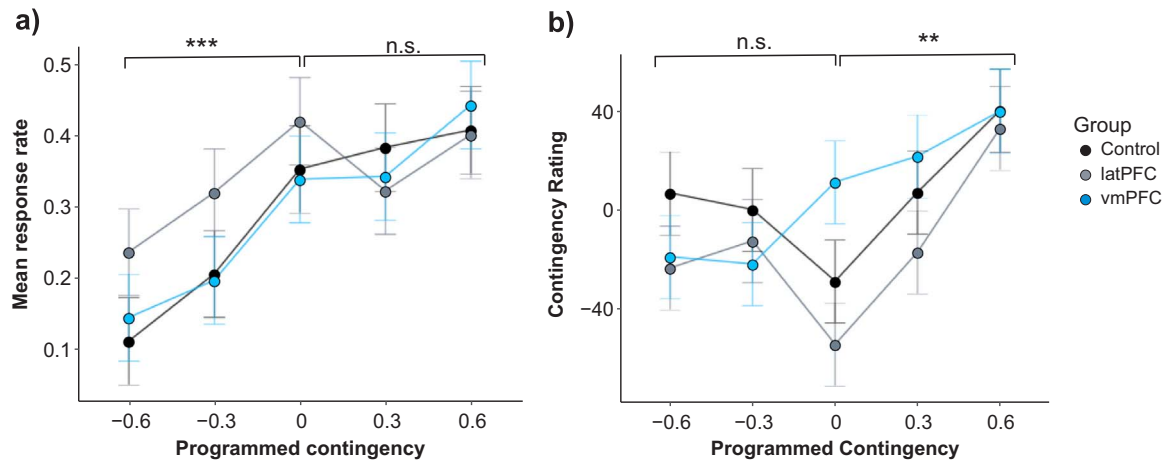 a)
*** n.s.
Mean response rate
0.5
0.4
0.3
0.2
0.1
−0.6 −0.3 0 0.3 0.6
Programmed contingency
b)
n.s. **
Contingency Rating
40
0
−40
−0.6 −0.3 0 0.3 0.6
Programmed Contingency
Group
Control
latPFC
vmPFC